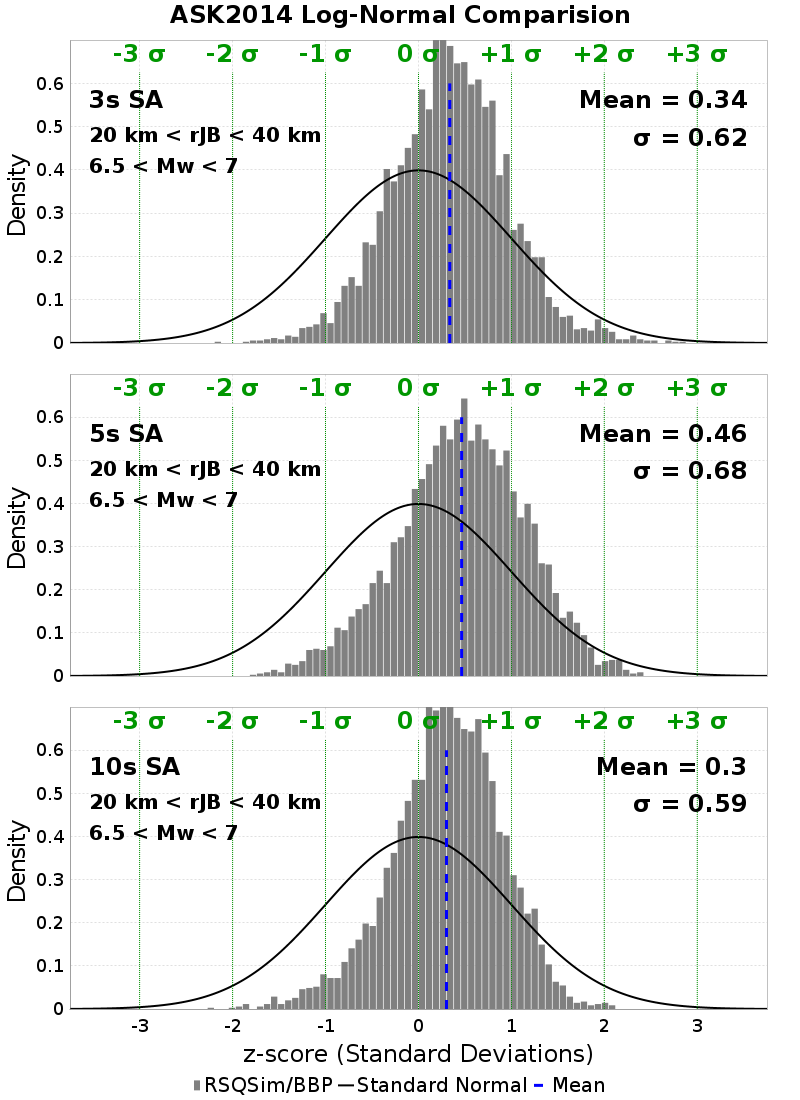 ASK2014 Log-Normal Comparision
-3 σ -2 σ -1 σ 0 σ +1 σ +2 σ +3 σ
3s SA
20 km < rJB < 40 km
6.5 < Mw < 7
Mean = 0.34
σ = 0.62
Density
0.6
0.5
0.4
0.3
0.2
0.1
0
-3 σ -2 σ -1 σ 0 σ +1 σ +2 σ +3 σ
5s SA
20 km < rJB < 40 km
6.5 < Mw < 7
Mean = 0.46
σ = 0.68
Density
0.6
0.5
0.4
0.3
0.2
0.1
0
-3 σ -2 σ -1 σ 0 σ +1 σ +2 σ +3 σ
10s SA
20 km < rJB < 40 km
6.5 < Mw < 7
Mean = 0.3
σ = 0.59
Density
0.6
0.5
0.4
0.3
0.2
0.1
0
-3 -2 -1 0 1 2 3
z-score (Standard Deviations)
RSQSim/BBP Standard Normal Mean